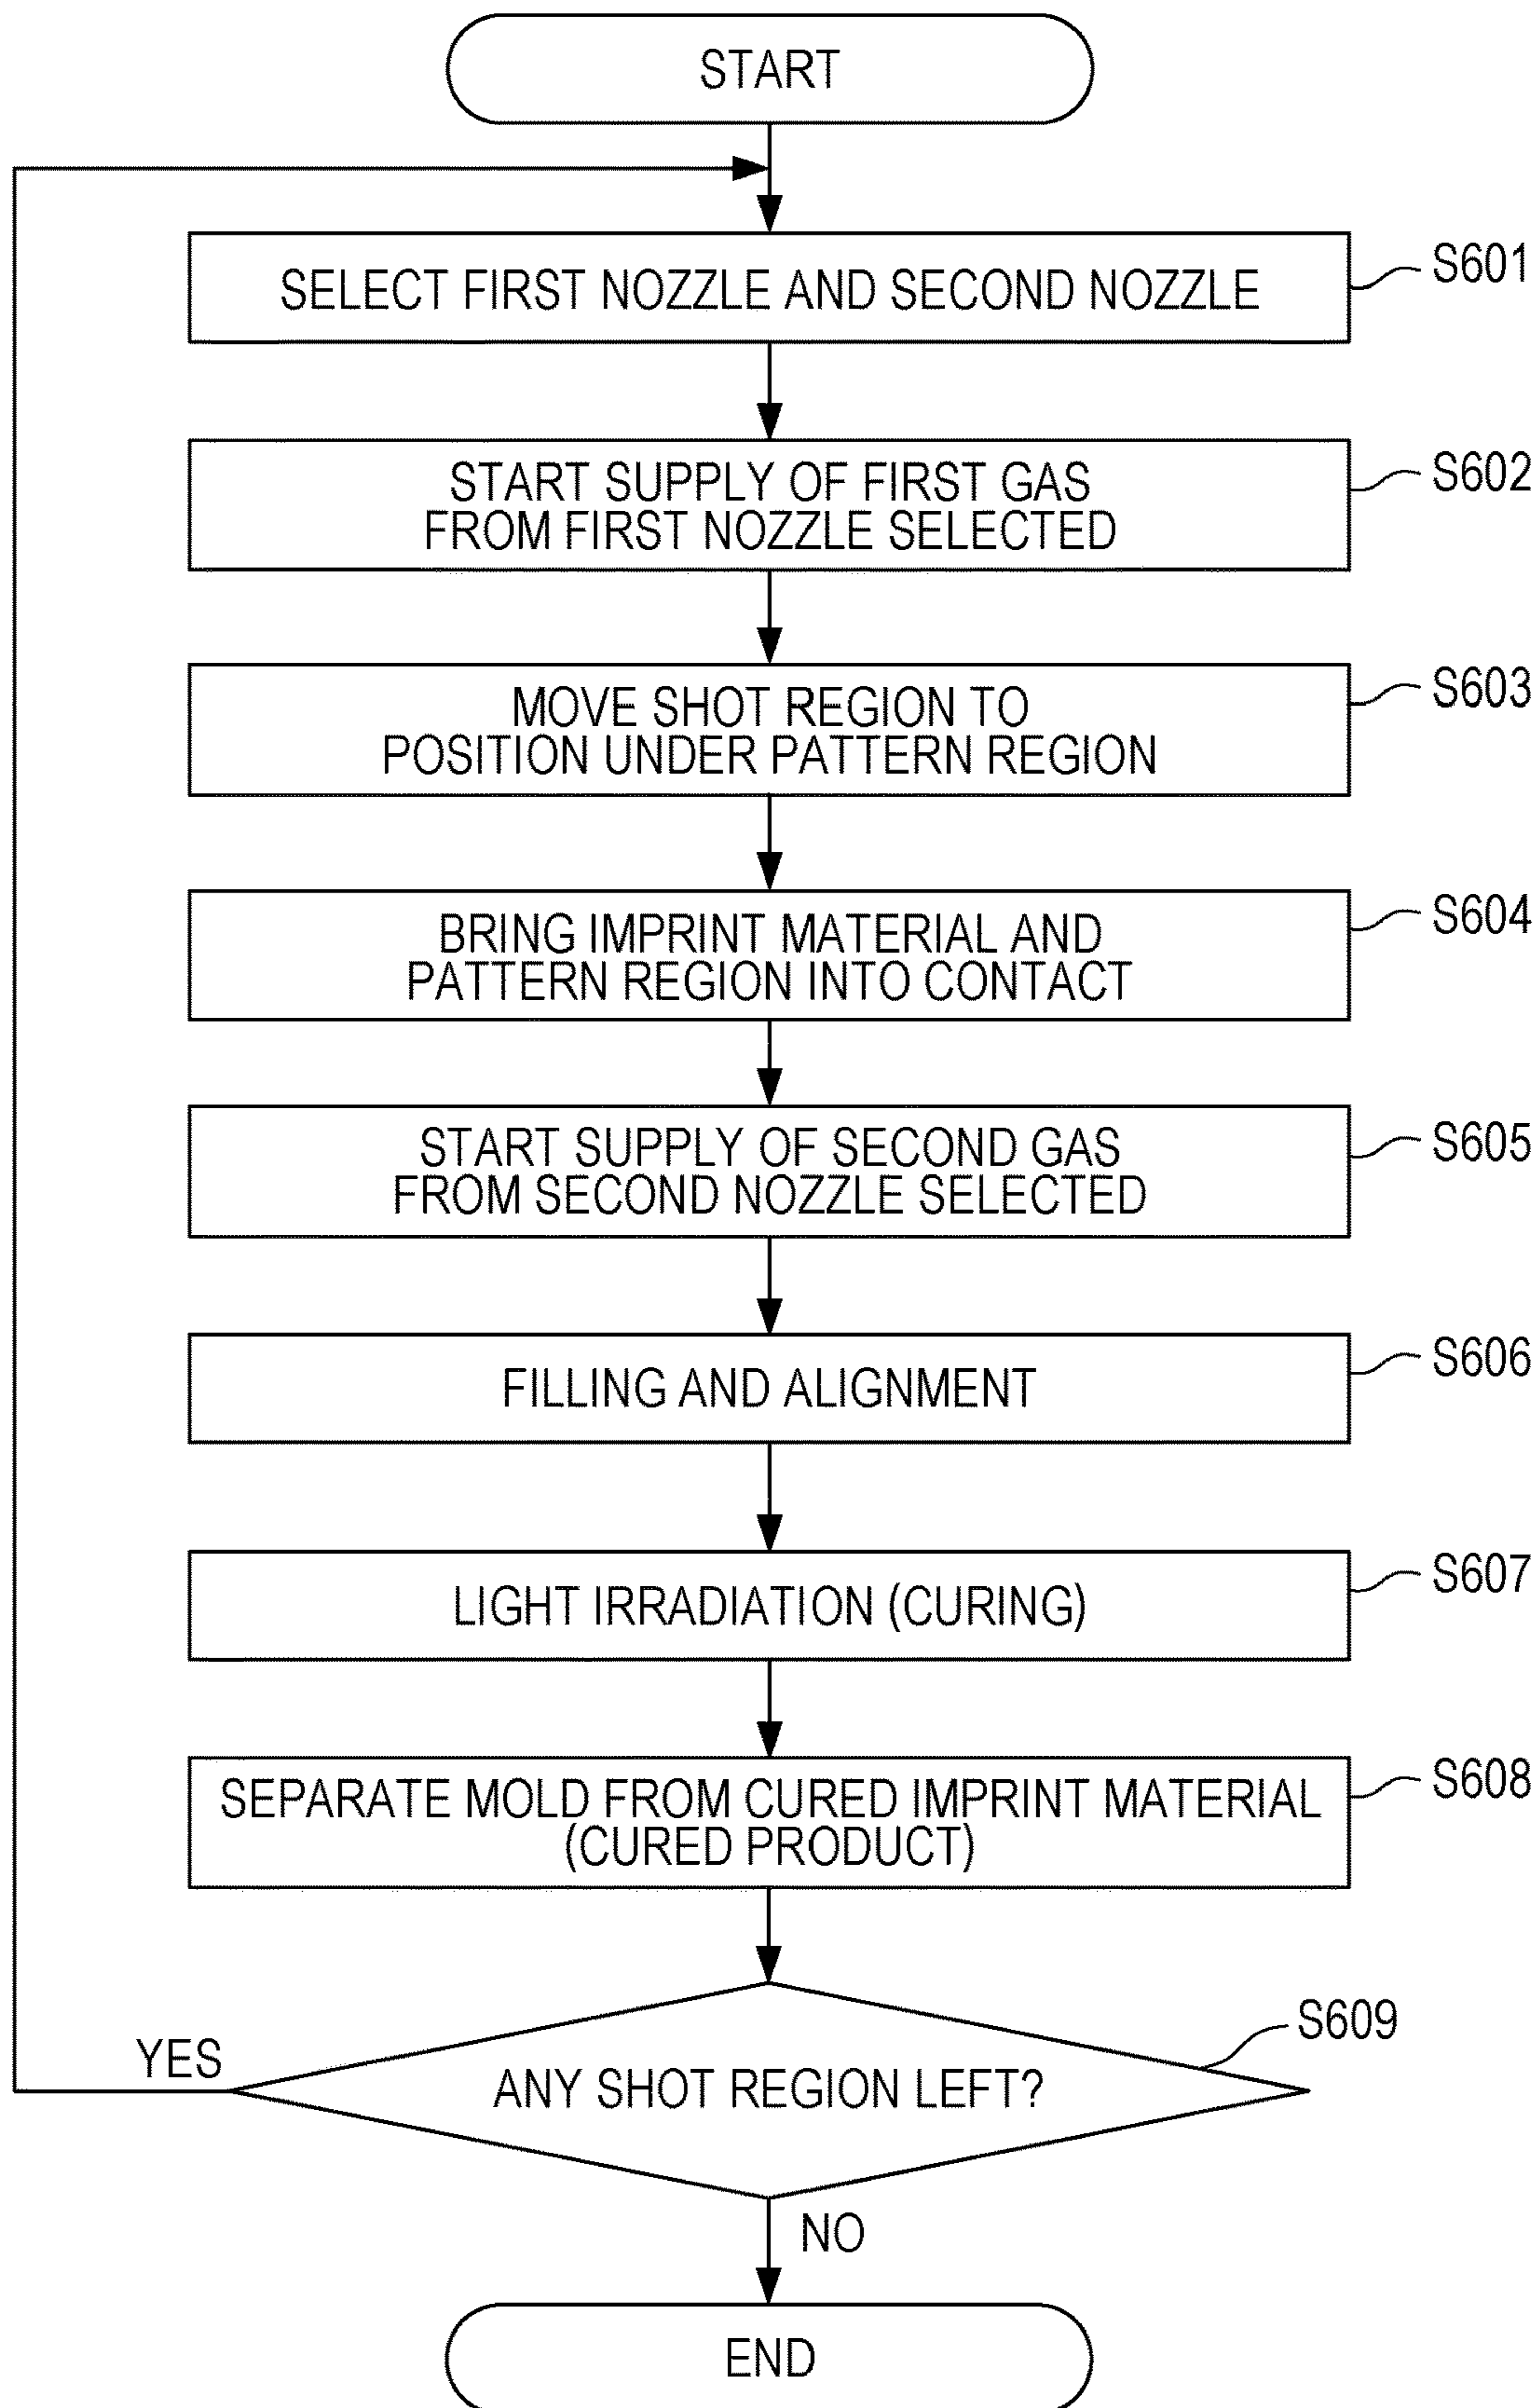 START
SELECT FIRST NOZZLE AND SECOND NOZZLE
S601
START SUPPLY OF FIRST GAS
FROM FIRST NOZZLE SELECTED
S602
MOVE SHOT REGION TO
POSITION UNDER PATTERN REGION
S603
BRING IMPRINT MATERIAL AND
PATTERN REGION INTO CONTACT
S604
START SUPPLY OF SECOND GAS
FROM SECOND NOZZLE SELECTED
S605
FILLING AND ALIGNMENT
S606
LIGHT IRRADIATION (CURING)
S607
SEPARATE MOLD FROM CURED IMPRINT MATERIAL
(CURED PRODUCT)
S608
YES
ANY SHOT REGION LEFT?
S609
NO
END